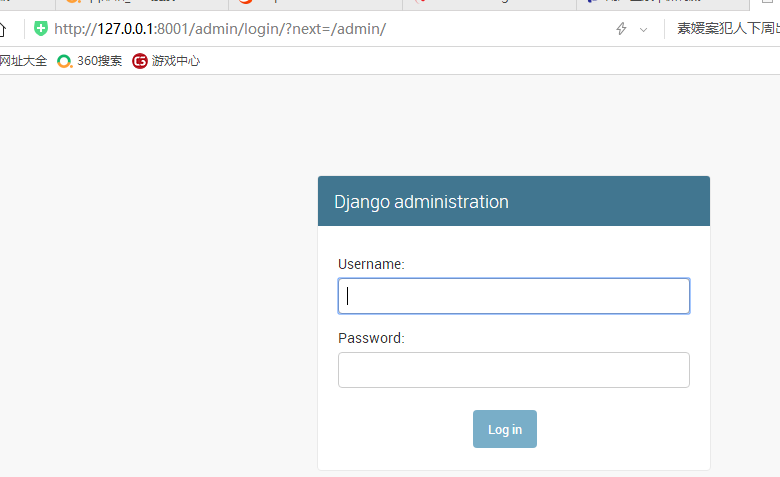 http://127.0.0.1:8001/admin/login/?next=/admin/
素媛案犯人下周
网址大全 360搜索 游戏中心
Django administration
Username:
Password:
Log in